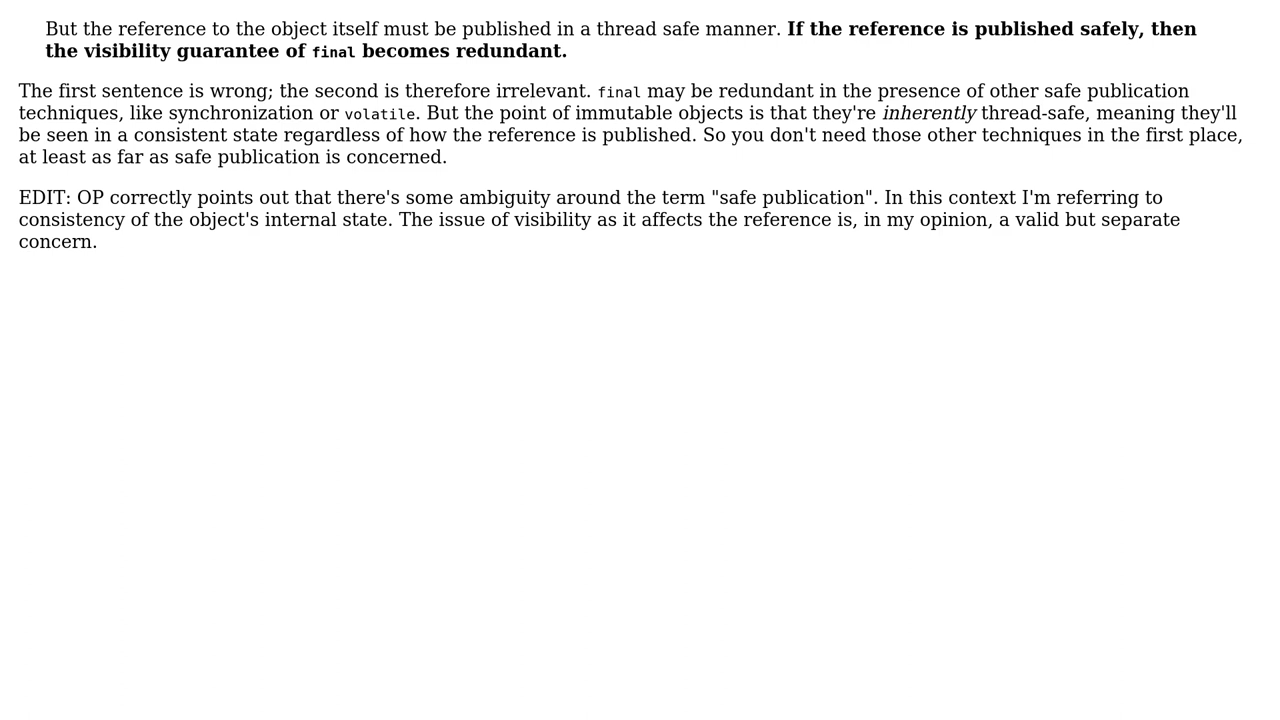 But the reference to the object itself must be published in a thread safe manner. If the reference is published safely, then
the visibility guarantee of final becomes redundant.
The first sentence is wrong; the second is therefore irrelevant. final may be redundant in the presence of other safe publication
techniques, like synchronization or volatile. But the point of immutable objects is that they're inherently thread-safe, meaning they'll
be seen in a consistent state regardless of how the reference is published. So you don't need those other techniques in the first place,
at least as far as safe publication is concerned.
EDIT: OP correctly points out that there's some ambiguity around the term "safe publication". In this context I'm referring to
consistency of the object's internal state. The issue of visibility as it affects the reference is, in my opinion, a valid but separate
concern.